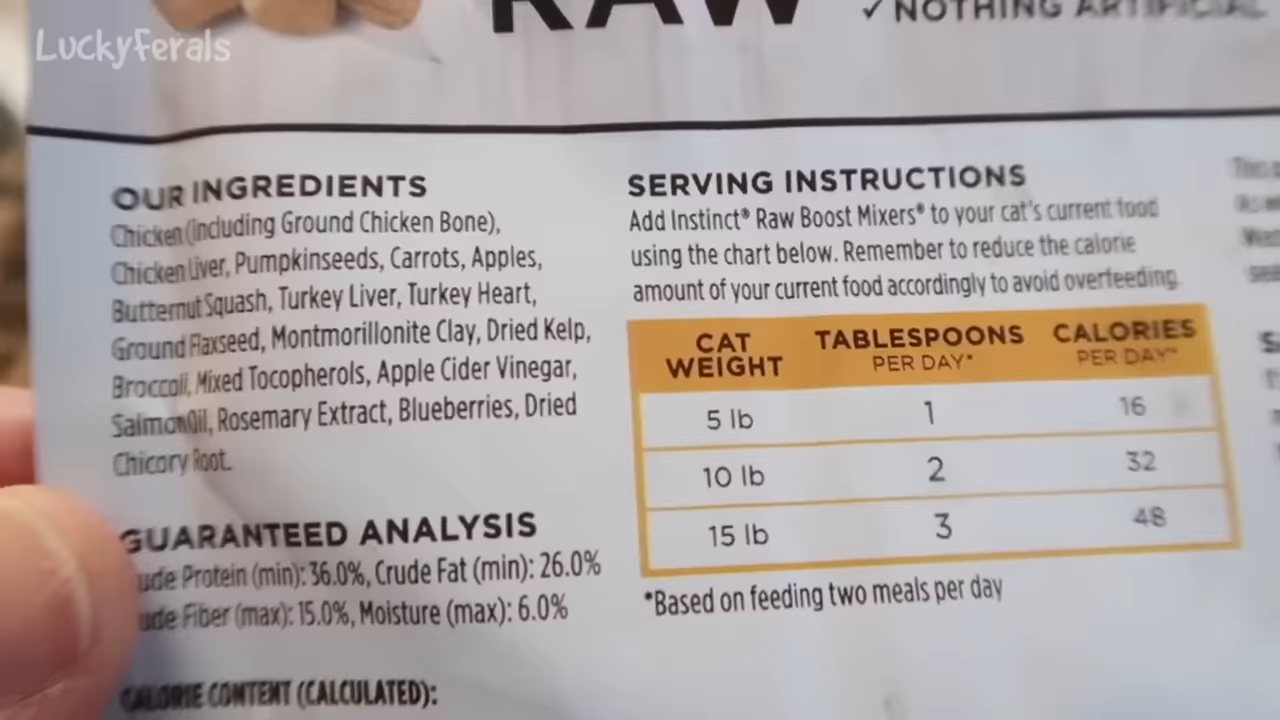 LuckyFerals
RAW
✓ NOTHING ARTIFICIAL
OUR INGREDIENTS
Chicken (including Ground Chicken Bone),
Chicken Liver, Pumpkinseeds, Carrots, Apples,
Butternut Squash, Turkey Liver, Turkey Heart,
Ground Flaxseed, Montmorillonite Clay, Dried Kelp,
Broccoli, Mixed Tocopherols, Apple Cider Vinegar,
Salmon Oil, Rosemary Extract, Blueberries, Dried
Chicory Root.
GUARANTEED ANALYSIS
ude Protein (min): 36.0%, Crude Fat (min): 26.0%
ude Fiber (max): 15.0%, Moisture (max): 6.0%
CALORIE CONTENT (CALCULATED):
SERVING INSTRUCTIONS
Add Instinct® Raw Boost Mixers® to your cat's current food
using the chart below. Remember to reduce the calorie
amount of your current food accordingly to avoid overfeeding.
CAT WEIGHT TABLESPOONS PER DAY* CALORIES PER DAY**
5 lb 1 16
10 lb 2 32
15 lb 3 48
*Based on feeding two meals per day